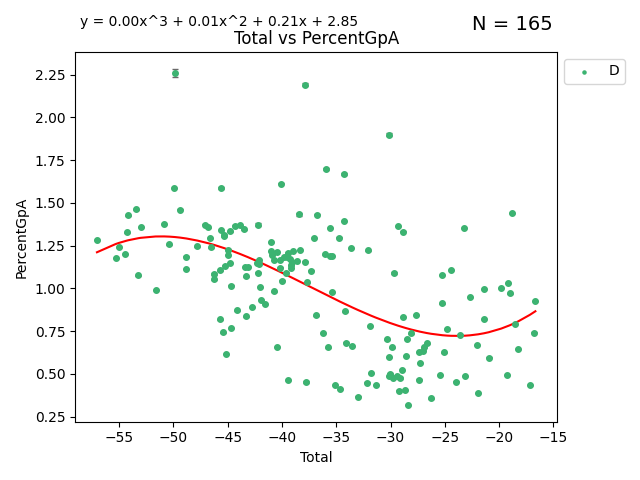 y = 0.00x^3 + 0.01x^2 + 0.21x + 2.85
N = 165
Total vs PercentGpA
D
PercentGpA
2.25
2.00
1.75
1.50
1.25
1.00
0.75
0.50
0.25
−55 −50 −45 −40 −35 −30 −25 −20 −15
Total